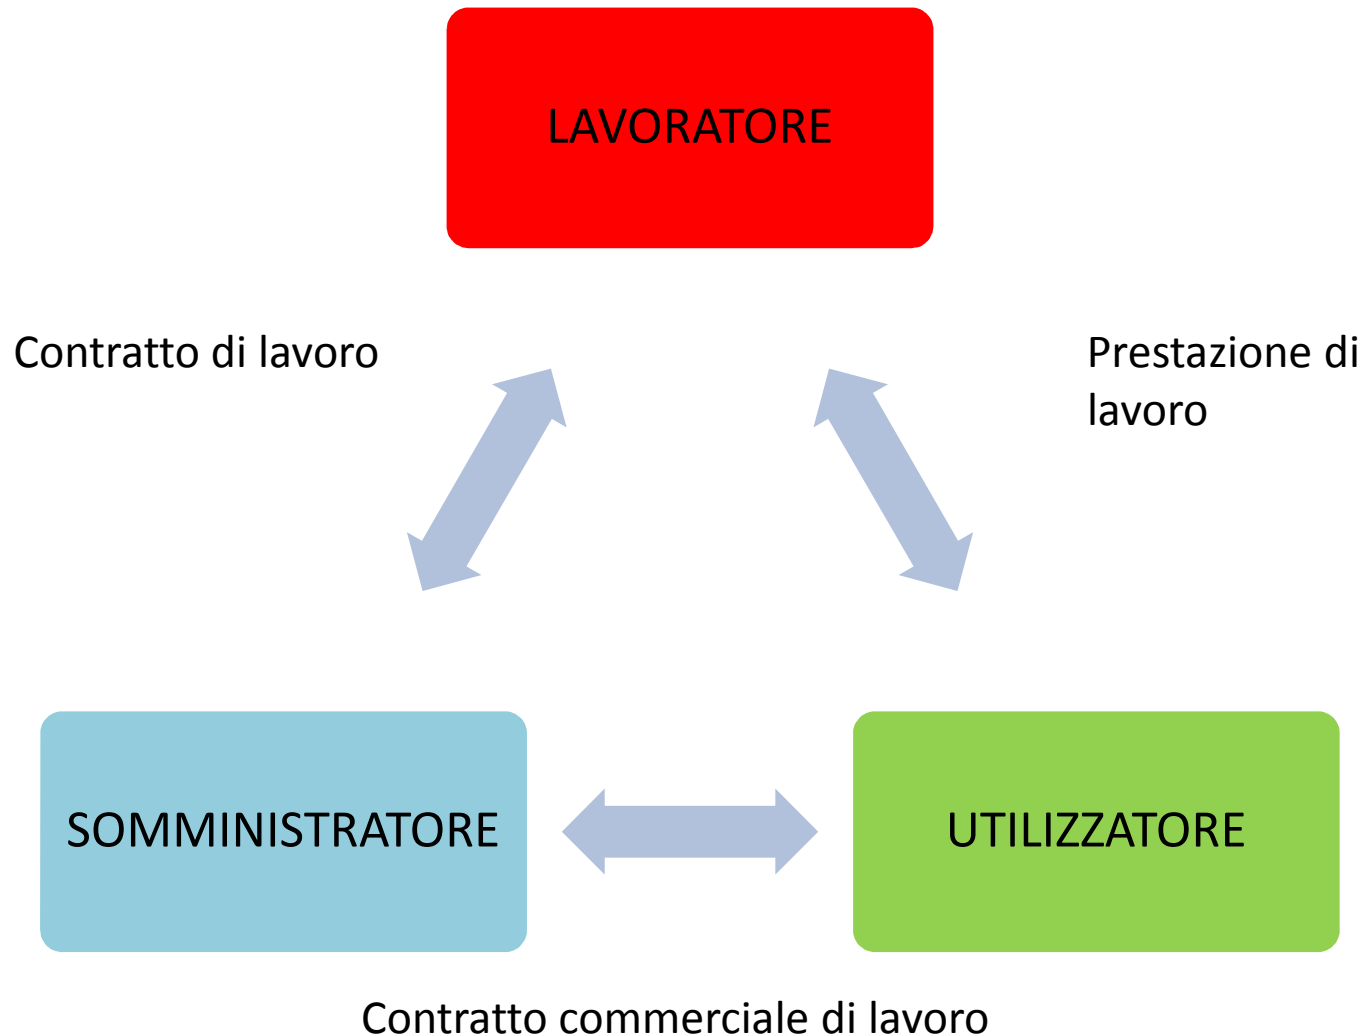 LAVORATORE
Contratto di lavoro
Prestazione di
lavoro
SOMMINISTRATORE
UTILIZZATORE
Contratto commerciale di lavoro